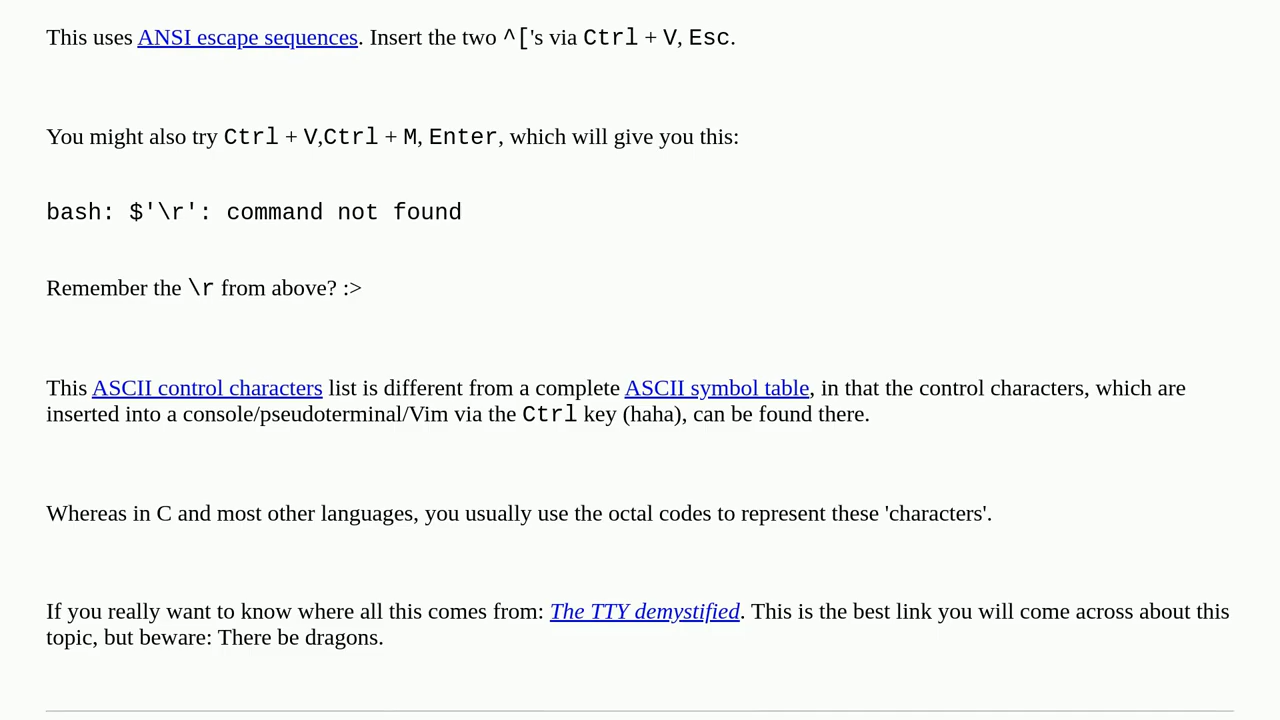 This uses ANSI escape sequences. Insert the two ^['s via Ctrl + V, Esc.
You might also try Ctrl + V,Ctrl + M, Enter, which will give you this:
bash: $'\r': command not found
Remember the \r from above? :>
This ASCII control characters list is different from a complete ASCII symbol table, in that the control characters, which are
inserted into a console/pseudoterminal/Vim via the Ctrl key (haha), can be found there.
Whereas in C and most other languages, you usually use the octal codes to represent these 'characters'.
If you really want to know where all this comes from: The TTY demystified. This is the best link you will come across about this
topic, but beware: There be dragons.